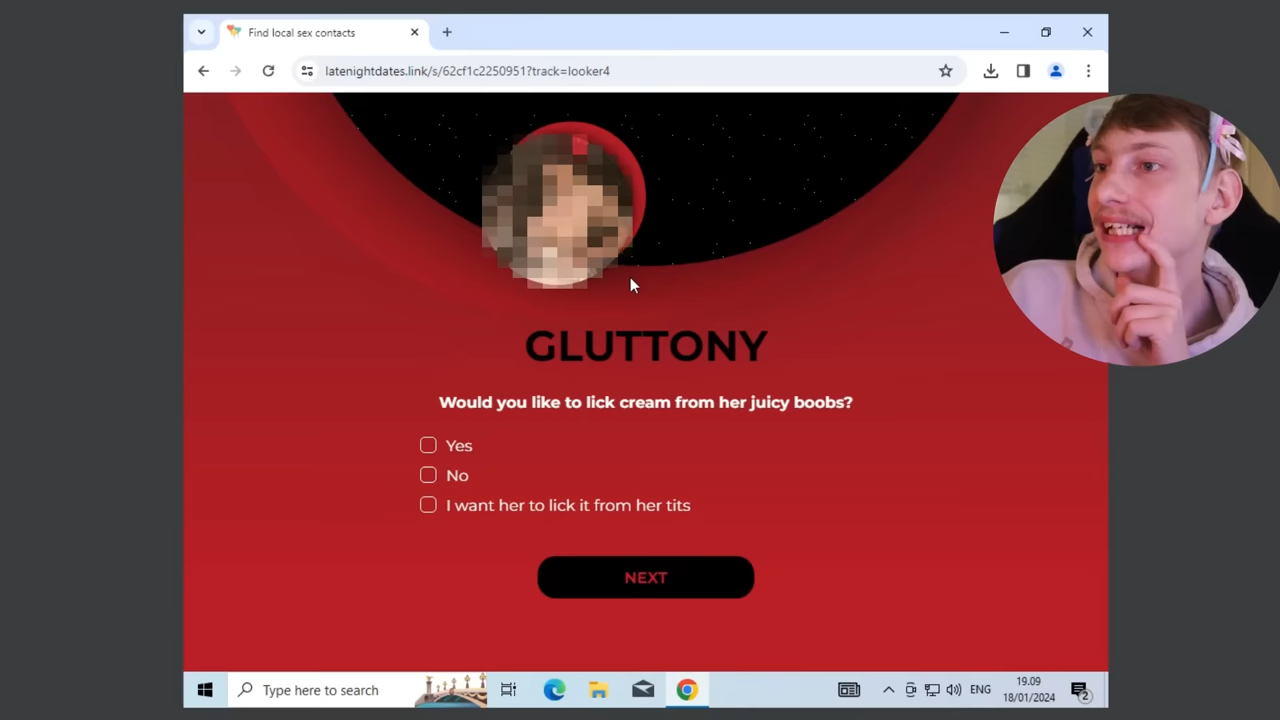 Find local sex contacts
latenightdates.link/s/62cf1c2250951?track=looker4
GLUTTONY
Would you like to lick cream from her juicy boobs?
Yes
No
I want her to lick it from her tits
NEXT
Type here to search
ENG
19.09
18/01/2024
2